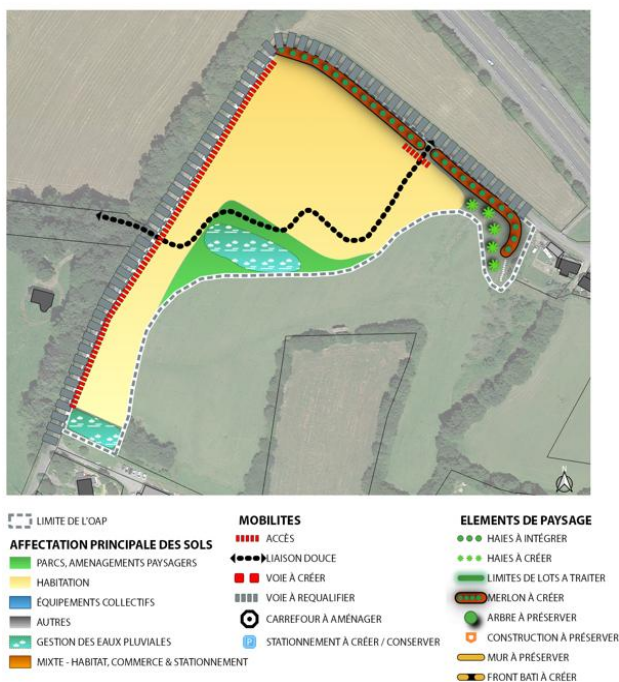 N
LIMITE DE L'OAP
AFFECTATION PRINCIPALE DES SOLS
PARCS, AMENAGEMENTS PAYSAGERS
HABITATION
ÉQUIPEMENTS COLLECTIFS
AUTRES
GESTION DES EAUX PLUVIALES
MIXTE - HABITAT, COMMERCE & STATIONNEMENT
MOBILITES
ACCÈS
LIAISON DOUCE
VOIE À CRÉER
VOIE À REQUALIFIER
CARREFOUR À AMÉNAGER
P STATIONNEMENT À CRÉER / CONSERVER
ELEMENTS DE PAYSAGE
HAIES À INTÉGRER
HAIES À CRÉER
LIMITES DE LOTS A TRAITER
MERLON À CRÉER
ARBRE À PRÉSERVER
CONSTRUCTION À PRÉSERVER
MUR À PRÉSERVER
FRONT BATI À CRÉER